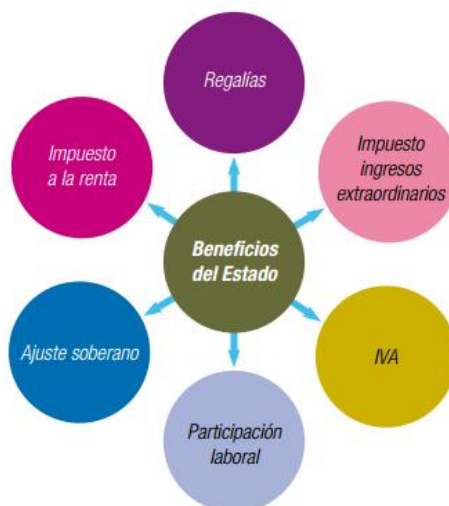 Regalías
Impuesto
a la renta
Impuesto
ingresos
extraordinarios
Beneficios
del Estado
Ajuste soberano
IVA
Participación
laboral